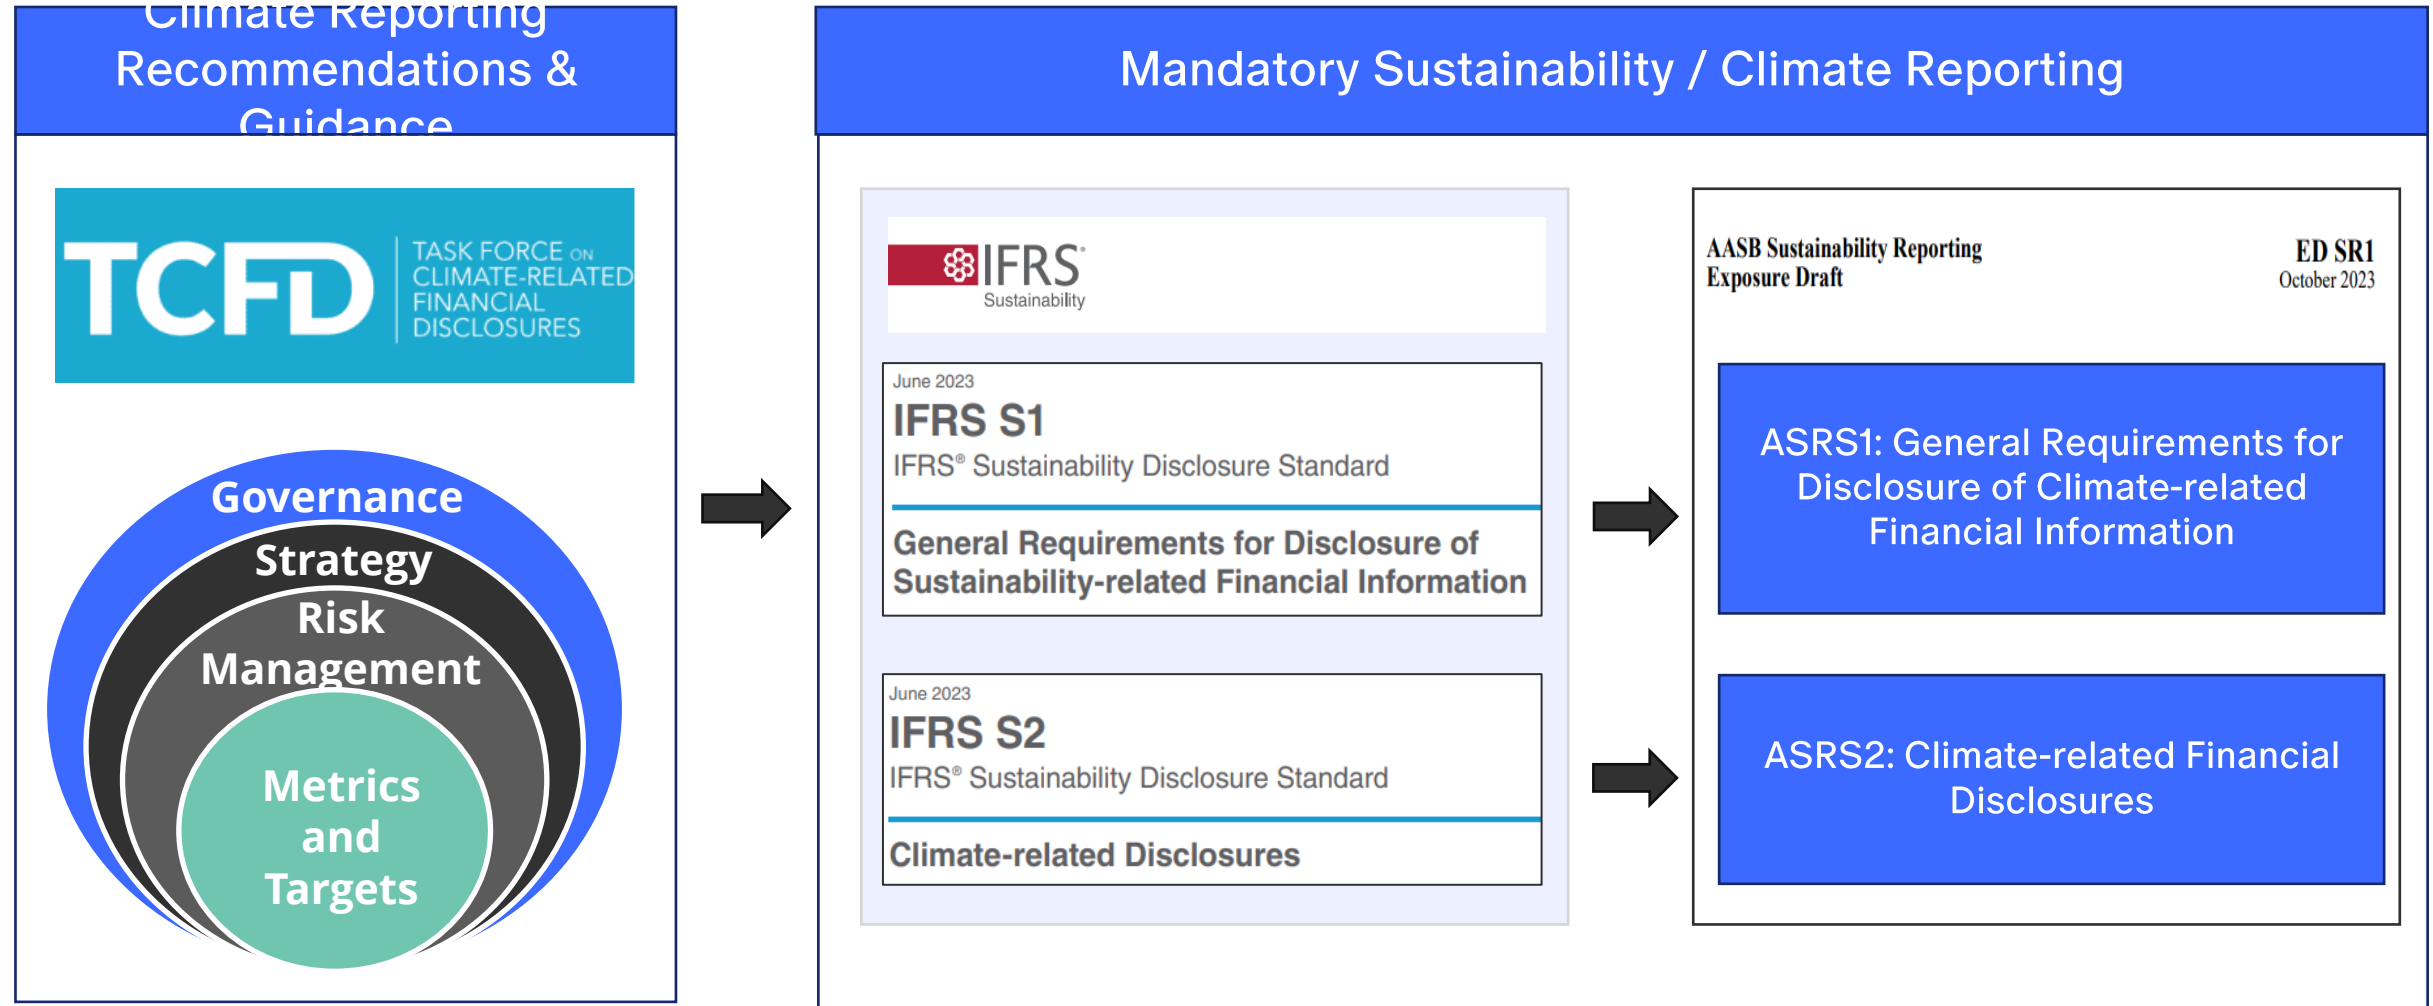 Climate Reporting
Recommendations &
Guidance
TCFD
TASK FORCE ON
CLIMATE-RELATED
FINANCIAL
DISCLOSURES
Governance
Strategy
Risk
Management
Metrics
and
Targets
Mandatory Sustainability / Climate Reporting
IFRS®
Sustainability
June 2023
IFRS S1
IFRS® Sustainability Disclosure Standard
General Requirements for Disclosure of
Sustainability-related Financial Information
June 2023
IFRS S2
IFRS® Sustainability Disclosure Standard
Climate-related Disclosures
AASB Sustainability Reporting
Exposure Draft
ED SR1
October 2023
ASRS1: General Requirements for
Disclosure of Climate-related
Financial Information
ASRS2: Climate-related Financial
Disclosures